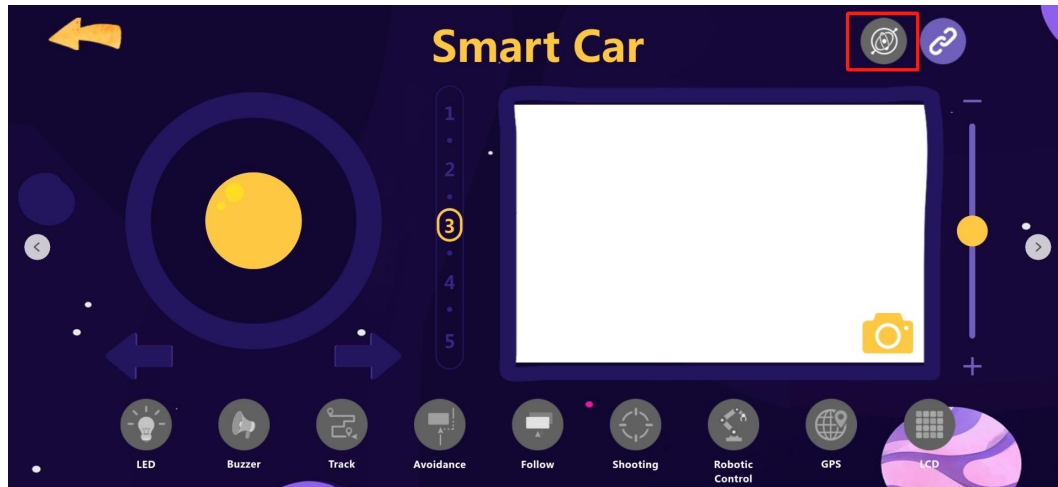 Smart Car
1
2
3
4
5
LED
Buzzer
Track
Avoidance
Follow
Shooting
Robotic
Control
GPS
LCD